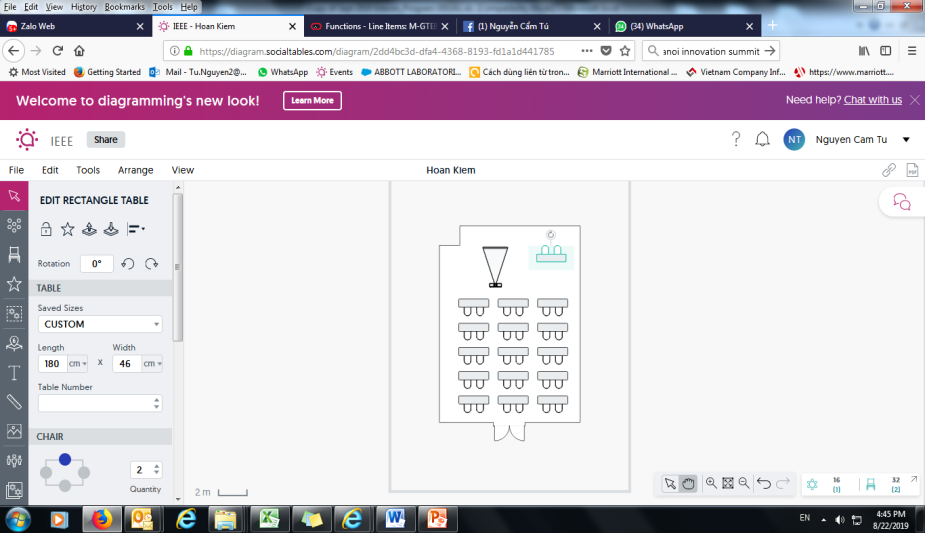 File Edit View History Bookmarks Tools Help
Zalo Web
IEEE - Hoan Kiem
Functions - Line Items: M-GTE
(1) Nguyễn Cẩm Tú
(34) WhatsApp
https://diagram.socialtables.com/diagram/2dd4bc3d-dfa4-4368-8193-fd1a1d441785
anoi innovation summit
Most Visited
Getting Started
Mail - Tu.Nguyen2@...
WhatsApp
Events
ABBOTT LABORATORI...
Cách dùng liên từ tron...
Marriott International ...
Vietnam Company Inf...
https://www.marriott....
Welcome to diagramming's new look!
Learn More
Need help? Chat with us
IEEE
Share
NT
Nguyen Cam Tu
File Edit Tools Arrange View
Hoan Kiem
PDF
EDIT RECTANGLE TABLE
Rotation 0°
TABLE
Saved Sizes
CUSTOM
Length Width
180 cm x 46 cm
Table Number
CHAIR
2
Quantity
2 m
16
(1)
32
(2)
EN
4:45 PM
8/22/2019